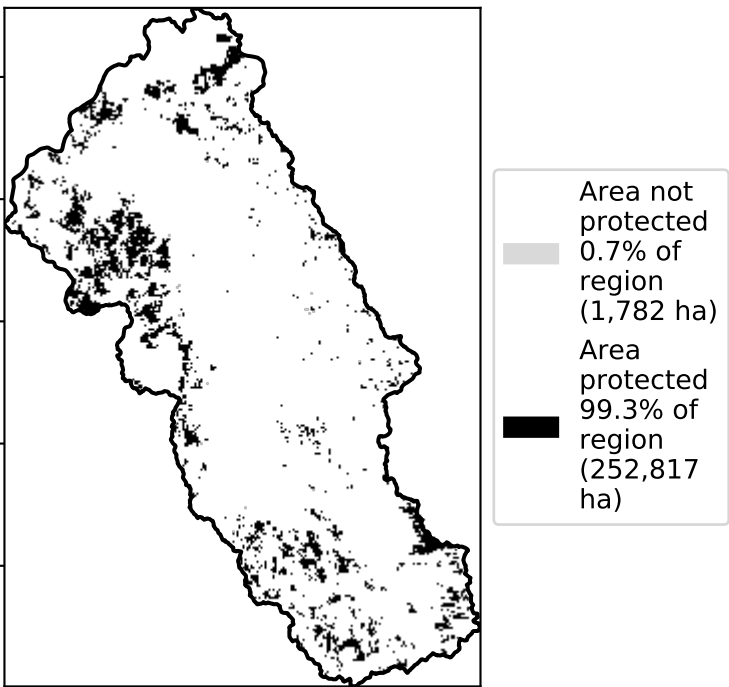 Area not
protected
0.7% of
region
(1,782 ha)
Area
protected
99.3% of
region
(252,817
ha)